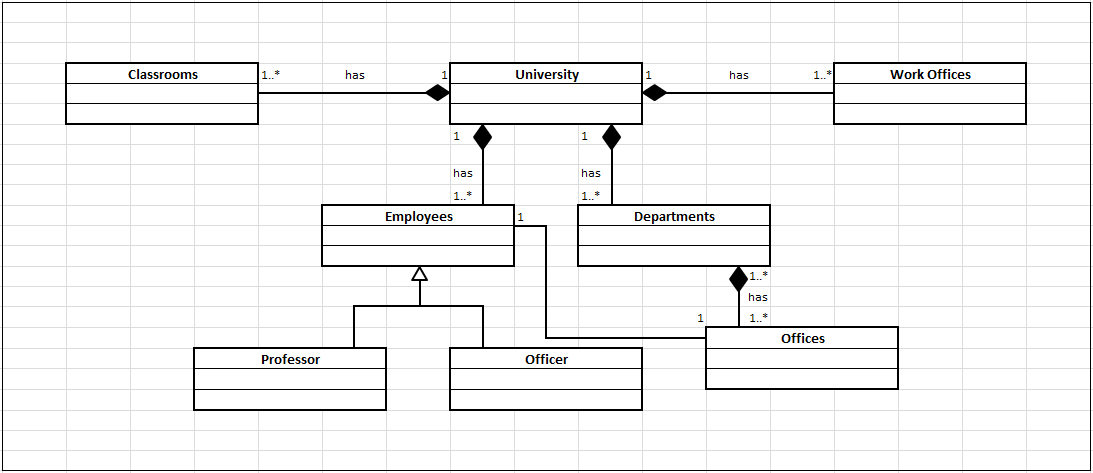 Classrooms
1..*
has
1
University
1
has
1..*
Work Offices
1
has
1..*
1
has
1..*
Employees
1
Departments
1..*
has
1..*
1
Offices
Professor
Officer